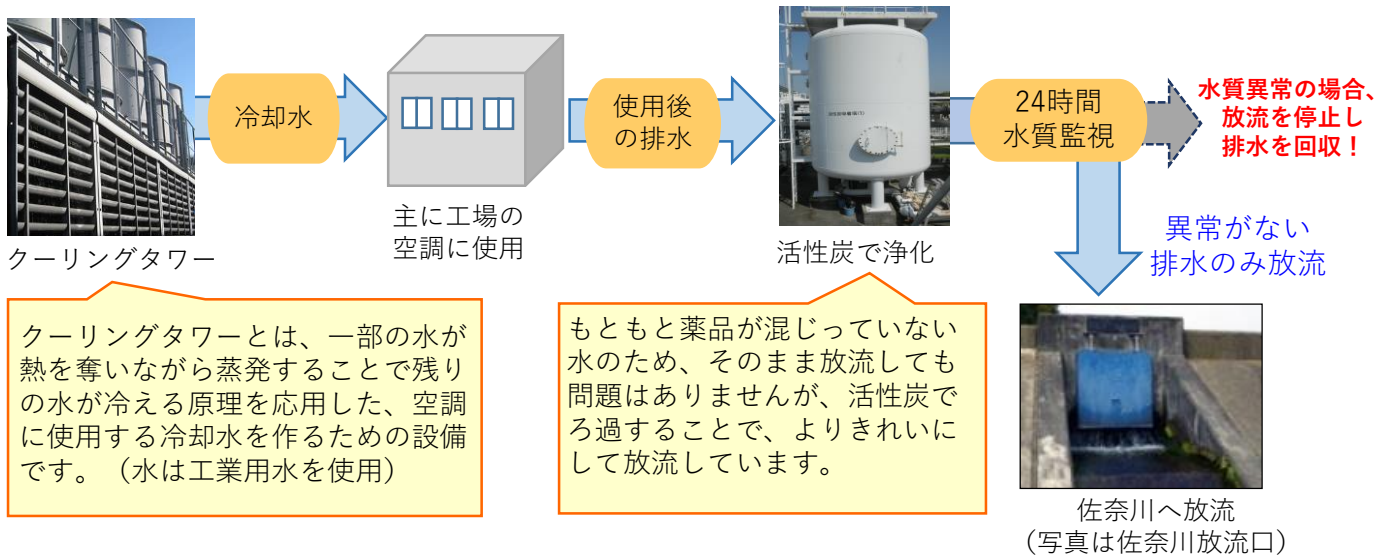 冷却水
使用後
の排水
24時間
水質監視
水質異常の場合、
放流を停止し
排水を回収！
クーリングタワー
主に工場の
空調に使用
活性炭で浄化
異常がない
排水のみ放流
クーリングタワーとは、一部の水が
熱を奪いながら蒸発することで残り
の水が冷える原理を応用した、空調
に使用する冷却水を作るための設備
です。（水は工業用水を使用）
もともと薬品が混じっていない
水のため、そのまま放流しても
問題はありませんが、活性炭で
ろ過することで、よりきれいに
して放流しています。
佐奈川へ放流
（写真は佐奈川放流口）